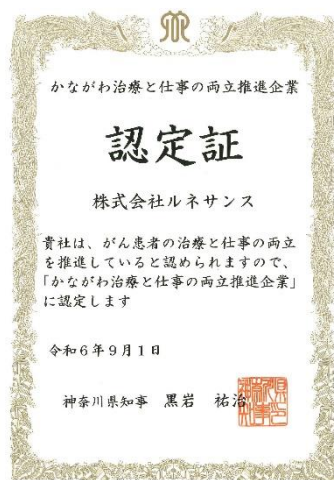 かながわ治療と仕事の両立推進企業
認定証
株式会社ルネサンス
貴社は、がん患者の治療と仕事の両立
を推進していると認められますので、
「かながわ治療と仕事の両立推進企業」
に認定します
令和6年9月1日
神奈川県知事 黒岩 祐治